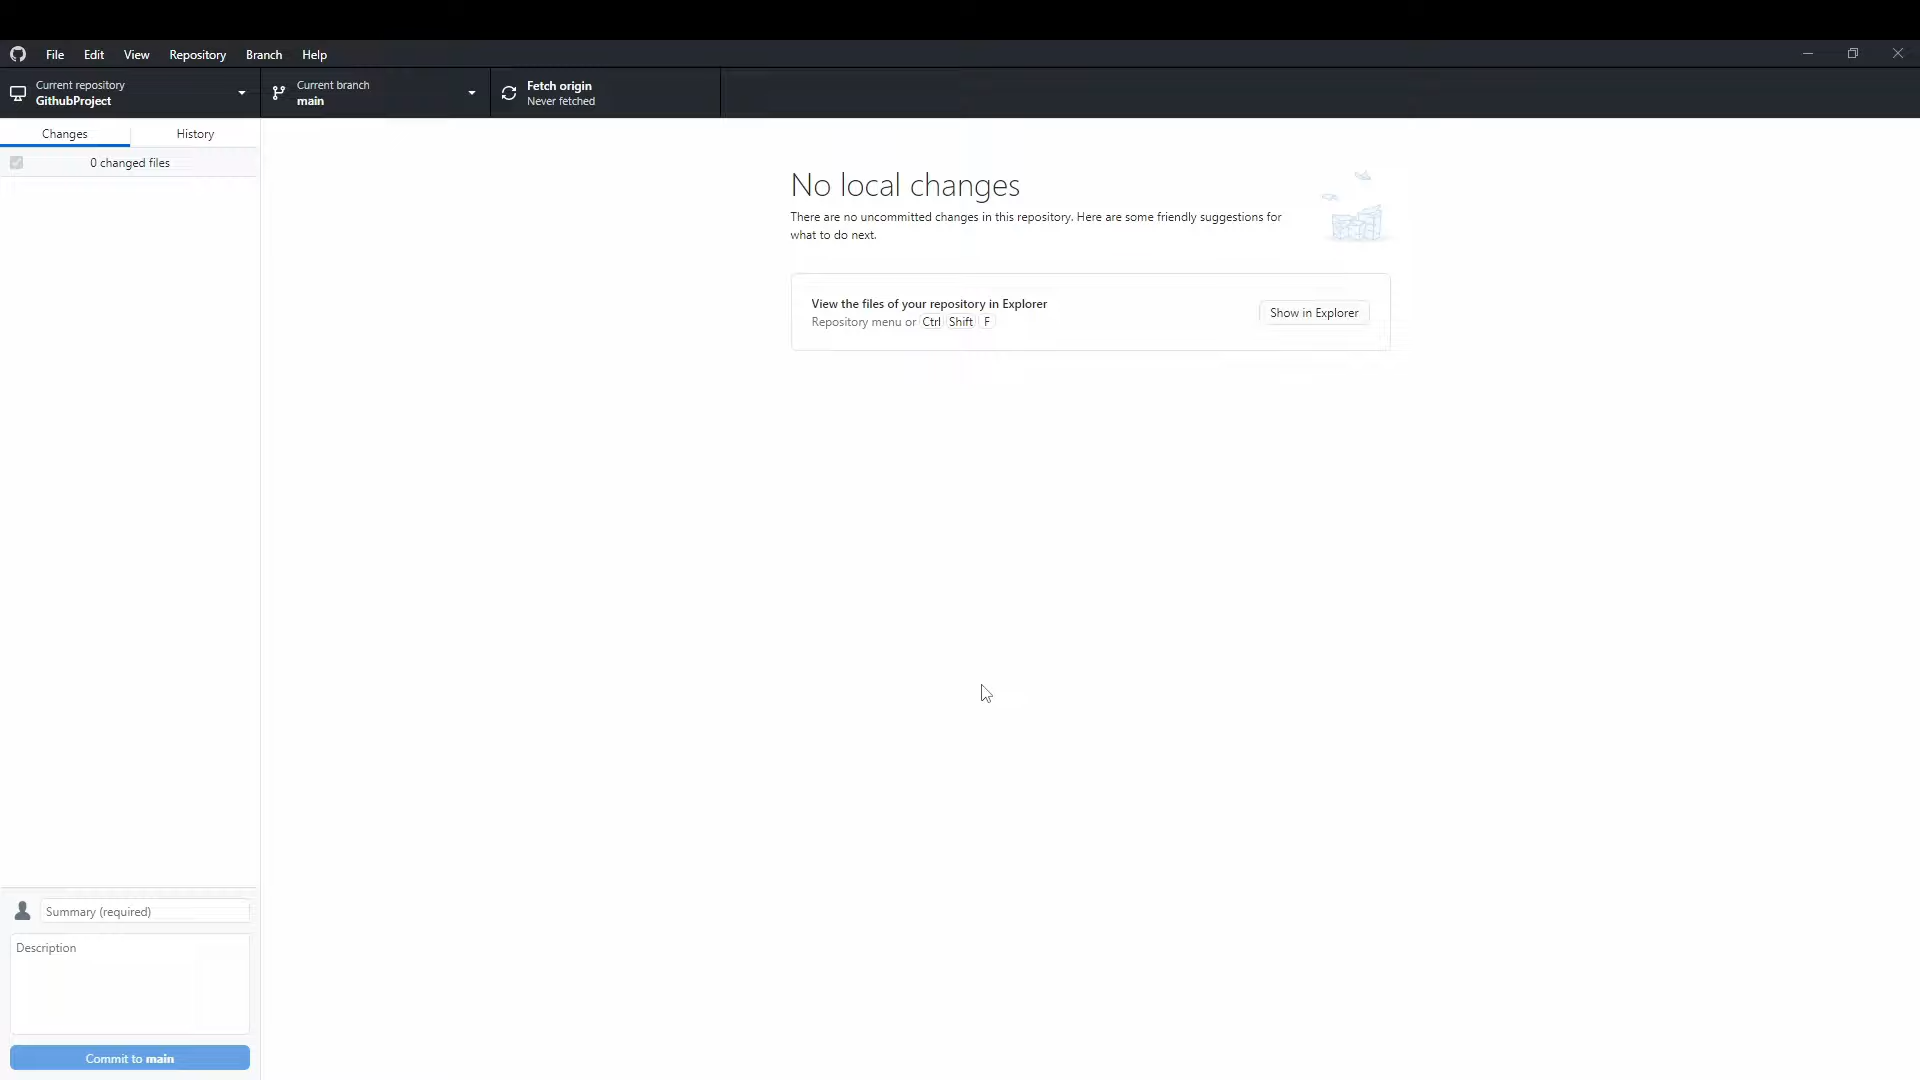 File Edit View Repository Branch Help
Current repository
GithubProject
Current branch
main
Fetch origin
Never fetched
Changes
History
0 changed files
No local changes
There are no uncommitted changes in this repository. Here are some friendly suggestions for
what to do next.
View the files of your repository in Explorer
Repository menu or Ctrl Shift F
Show in Explorer
Summary (required)
Description
Commit to main